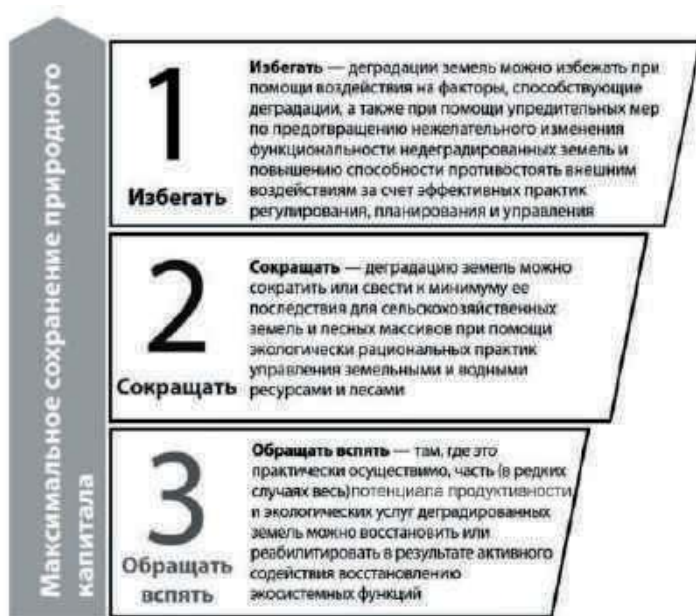 Максимальное сохранение природного
капитала
1
Избегать
Избегать — деградации земель можно избежать при
помощи воздействия на факторы, способствующие
деградации, а также при помощи упредительных мер
по предотвращению нежелательного изменения
функциональности недеградированных земель и
повышению способности противостоять внешним
воздействиям за счет эффективных практик
регулирования, планирования и управления
2
Сокращать
Сокращать — деградацию земель можно
сократить или свести к минимуму ее
последствия для сельскохозяйственных
земель и лесных массивов при помощи
экологически рациональных практик
управления земельными и водными
ресурсами и лесами
3
Обращать
вспять
Обращать вспять — там, где это
практически осуществимо, часть (в редких
случаях весь)потенциала продуктивности
и экологических услуг деградированных
земель можно восстановить или
реабилитировать в результате активного
содействия восстановлению
экосистемных функций